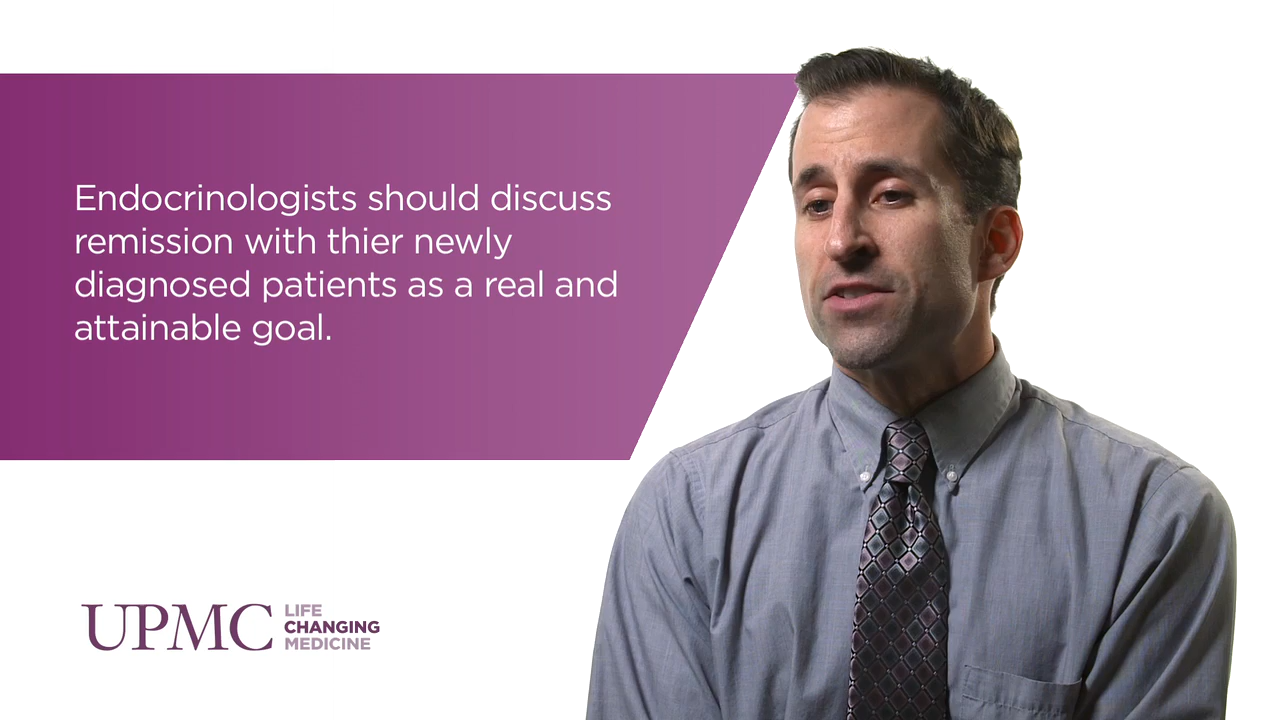 Endocrinologists should discuss
remission with thier newly
diagnosed patients as a real and
attainable goal.
UPMC
LIFE
CHANGING
MEDICINE